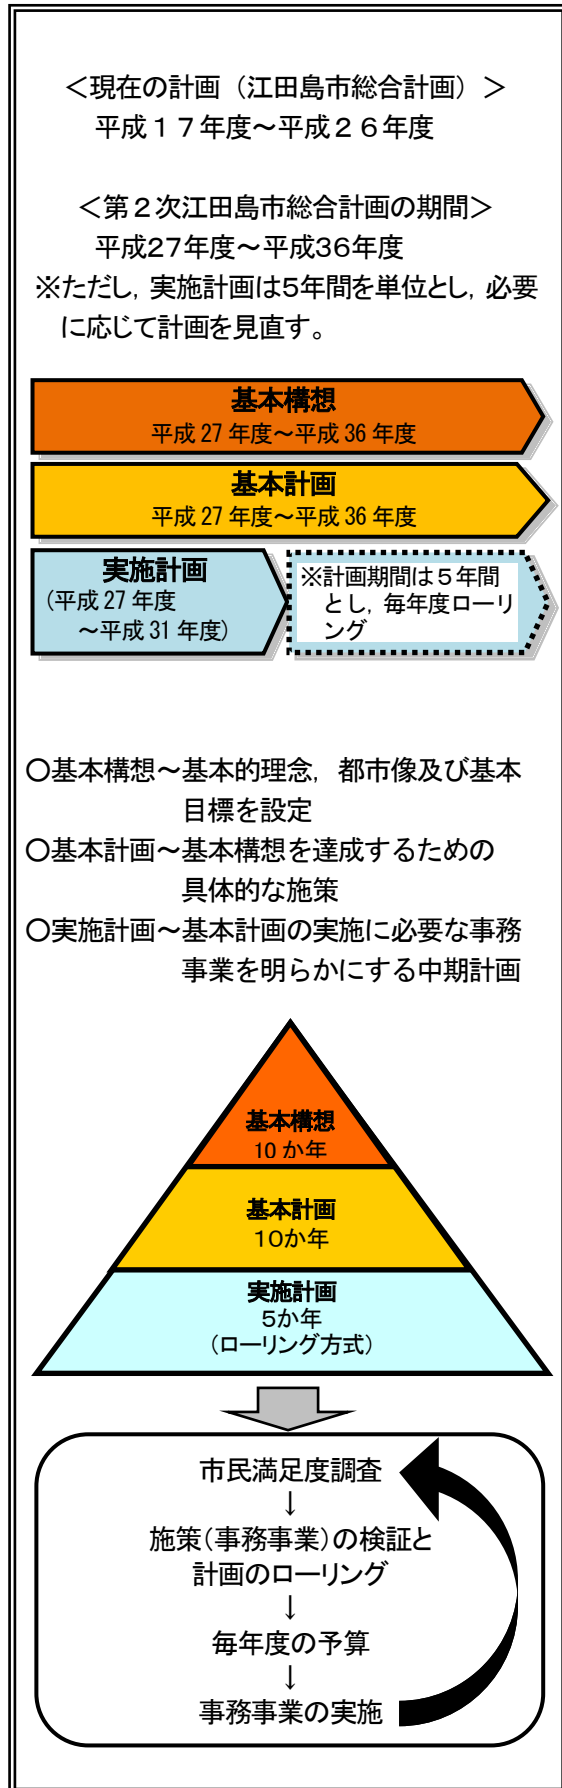 ＜現在の計画（江田島市総合計画）＞
平成１７年度～平成２６年度
＜第２次江田島市総合計画の期間＞
平成27年度～平成36年度
※ただし，実施計画は5年間を単位とし，必要
に応じて計画を見直す。
基本構想
平成 27 年度～平成 36 年度
基本計画
平成 27 年度～平成 36 年度
実施計画
（平成 27 年度
～平成 31 年度）
※計画期間は５年間
とし，毎年度ローリ
ング
○基本構想～基本的理念，都市像及び基本
目標を設定
○基本計画～基本構想を達成するための
具体的な施策
○実施計画～基本計画の実施に必要な事務
事業を明らかにする中期計画
基本構想
10 か年
基本計画
１０か年
実施計画
５か年
（ローリング方式）
市民満足度調査
↓
施策（事務事業）の検証と
計画のローリング
↓
毎年度の予算
↓
事務事業の実施